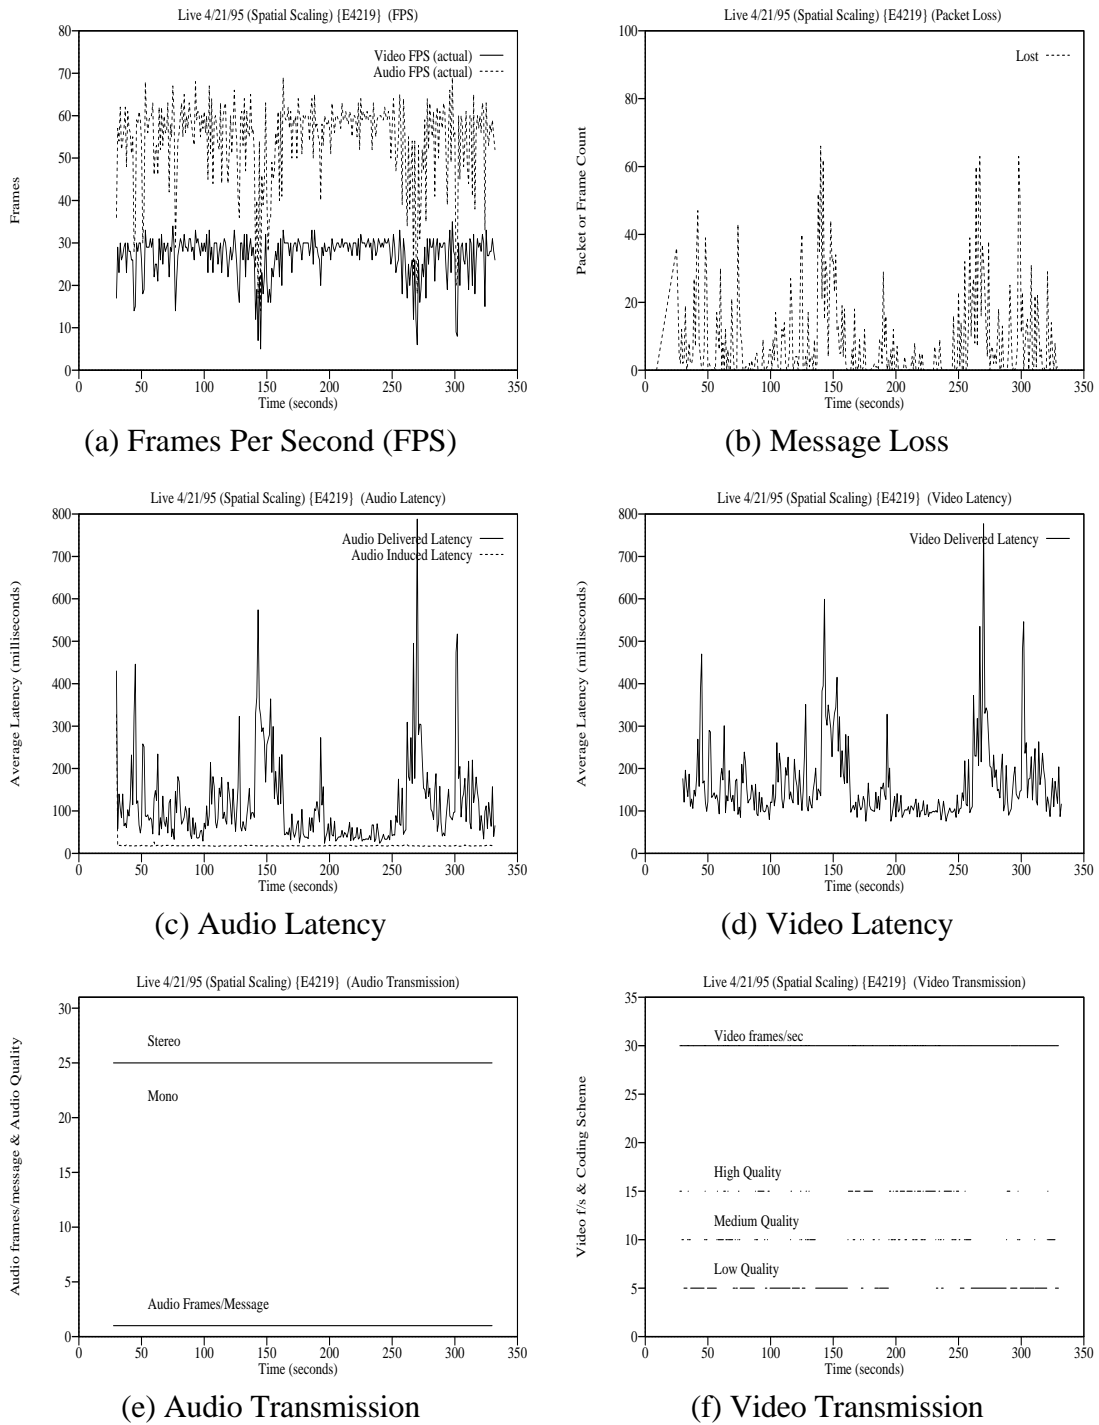 Live 4/21/95 (Spatial Scaling) {E4219} (FPS)
80
70
60
50
40
30
20
10
0
Frames
Video FPS (actual)
Audio FPS (actual)
0 50 100 150 200 250 300 350
Time (seconds)
(a) Frames Per Second (FPS)
Live 4/21/95 (Spatial Scaling) {E4219} (Packet Loss)
100
80
60
40
20
0
Packet or Frame Count
Lost
0 50 100 150 200 250 300 350
Time (seconds)
(b) Message Loss
Live 4/21/95 (Spatial Scaling) {E4219} (Audio Latency)
800
700
600
500
400
300
200
100
0
Average Latency (milliseconds)
Audio Delivered Latency
Audio Induced Latency
0 50 100 150 200 250 300 350
Time (seconds)
(c) Audio Latency
Live 4/21/95 (Spatial Scaling) {E4219} (Video Latency)
800
700
600
500
400
300
200
100
0
Average Latency (milliseconds)
Video Delivered Latency
0 50 100 150 200 250 300 350
Time (seconds)
(d) Video Latency
Live 4/21/95 (Spatial Scaling) {E4219} (Audio Transmission)
30
25
20
15
10
5
0
Audio frames/message & Audio Quality
Stereo
Mono
Audio Frames/Message
0 50 100 150 200 250 300 350
Time (seconds)
(e) Audio Transmission
Live 4/21/95 (Spatial Scaling) {E4219} (Video Transmission)
35
30
25
20
15
10
5
0
Video f/s & Coding Scheme
Video frames/sec
High Quality
Medium Quality
Low Quality
0 50 100 150 200 250 300 350
Time (seconds)
(f) Video Transmission